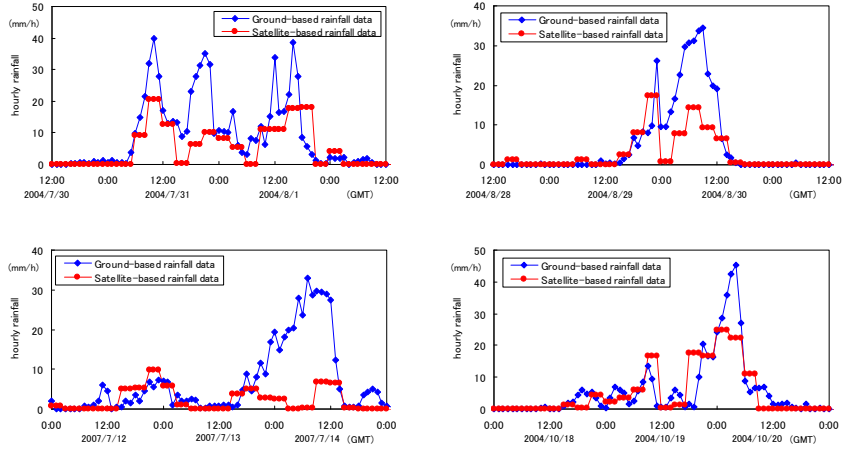 50
(mm/h)
40
30
20
10
0
hourly rainfall
Ground-based rainfall data
Satellite-based rainfall data
12:00 0:00 12:00 0:00 12:00 0:00 12:00
2004/7/30 2004/7/31 2004/8/1 (GMT)
40
(mm/h)
30
20
10
0
hourly rainfall
Ground-based rainfall data
Satellite-based rainfall data
12:00 0:00 12:00 0:00 12:00 0:00 12:00
2004/8/28 2004/8/29 2004/8/30 (GMT)
40
(mm/h)
30
20
10
0
hourly rainfall
Ground-based rainfall data
Satellite-based rainfall data
0:00 12:00 0:00 12:00 0:00 12:00 0:00
2007/7/12 2007/7/13 2007/7/14 (GMT)
50
(mm/h)
40
30
20
10
0
hourly rainfall
Ground-based rainfall data
Satellite-based rainfall data
0:00 12:00 0:00 12:00 0:00 12:00 0:00
2004/10/18 2004/10/19 2004/10/20 (GMT)